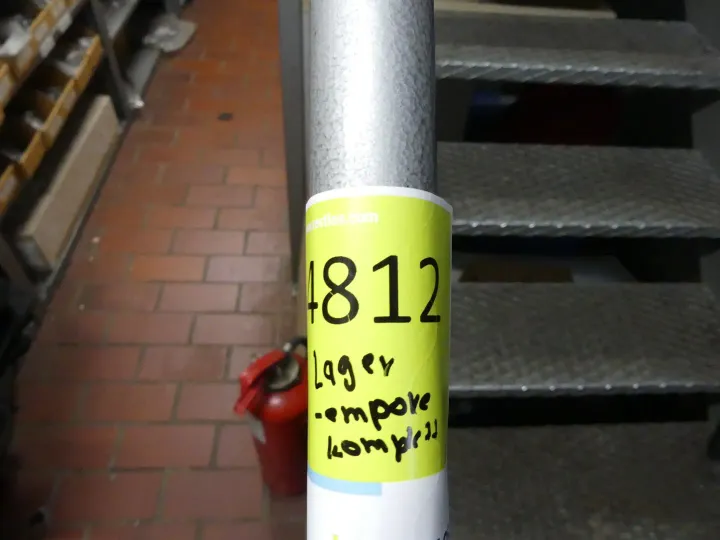 4812
Lager
-empore
komplett